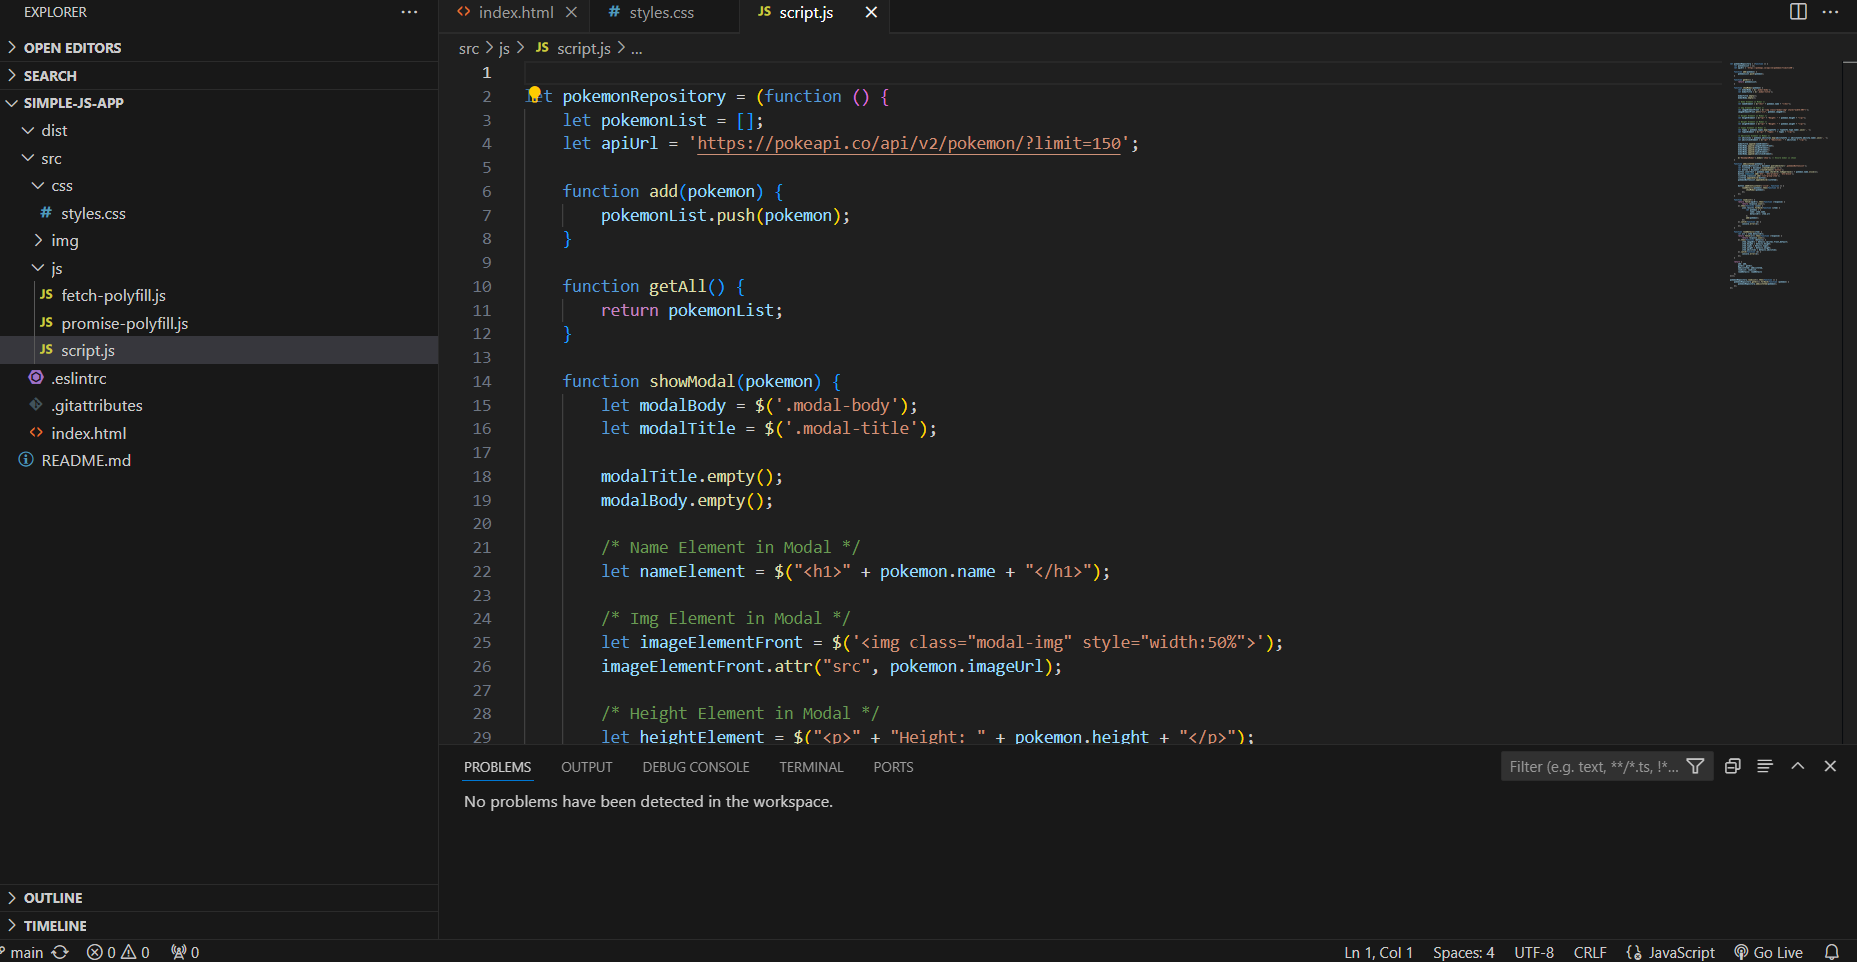 EXPLORER
OPEN EDITORS
SEARCH
SIMPLE-JS-APP
dist
src
css
# styles.css
img
js
JS fetch-polyfill.js
JS promise-polyfill.js
JS script.js
.eslintrc
.gitattributes
<> index.html
README.md
OUTLINE
TIMELINE
<> index.html
# styles.css
JS script.js
src > js > JS script.js > ...
1
2 let pokemonRepository = (function () {
3 let pokemonList = [];
4 let apiUrl = 'https://pokeapi.co/api/v2/pokemon/?limit=150';
5
6 function add(pokemon) {
7 pokemonList.push(pokemon);
8 }
9
10 function getAll() {
11 return pokemonList;
12 }
13
14 function showModal(pokemon) {
15 let modalBody = $('.modal-body');
16 let modalTitle = $('.modal-title');
17
18 modalTitle.empty();
19 modalBody.empty();
20
21 /* Name Element in Modal */
22 let nameElement = $("<h1>" + pokemon.name + "</h1>");
23
24 /* Img Element in Modal */
25 let imageElementFront = $('<img class="modal-img" style="width:50%">');
26 imageElementFront.attr("src", pokemon.imageUrl);
27
28 /* Height Element in Modal */
29 let heightElement = $("<p>" + "Height: " + pokemon.height + "</p>");
PROBLEMS OUTPUT DEBUG CONSOLE TERMINAL PORTS
Filter (e.g. text, **/*.ts, !*...
No problems have been detected in the workspace.
main 0 0 0 Ln 1, Col 1 Spaces: 4 UTF-8 CRLF JavaScript Go Live